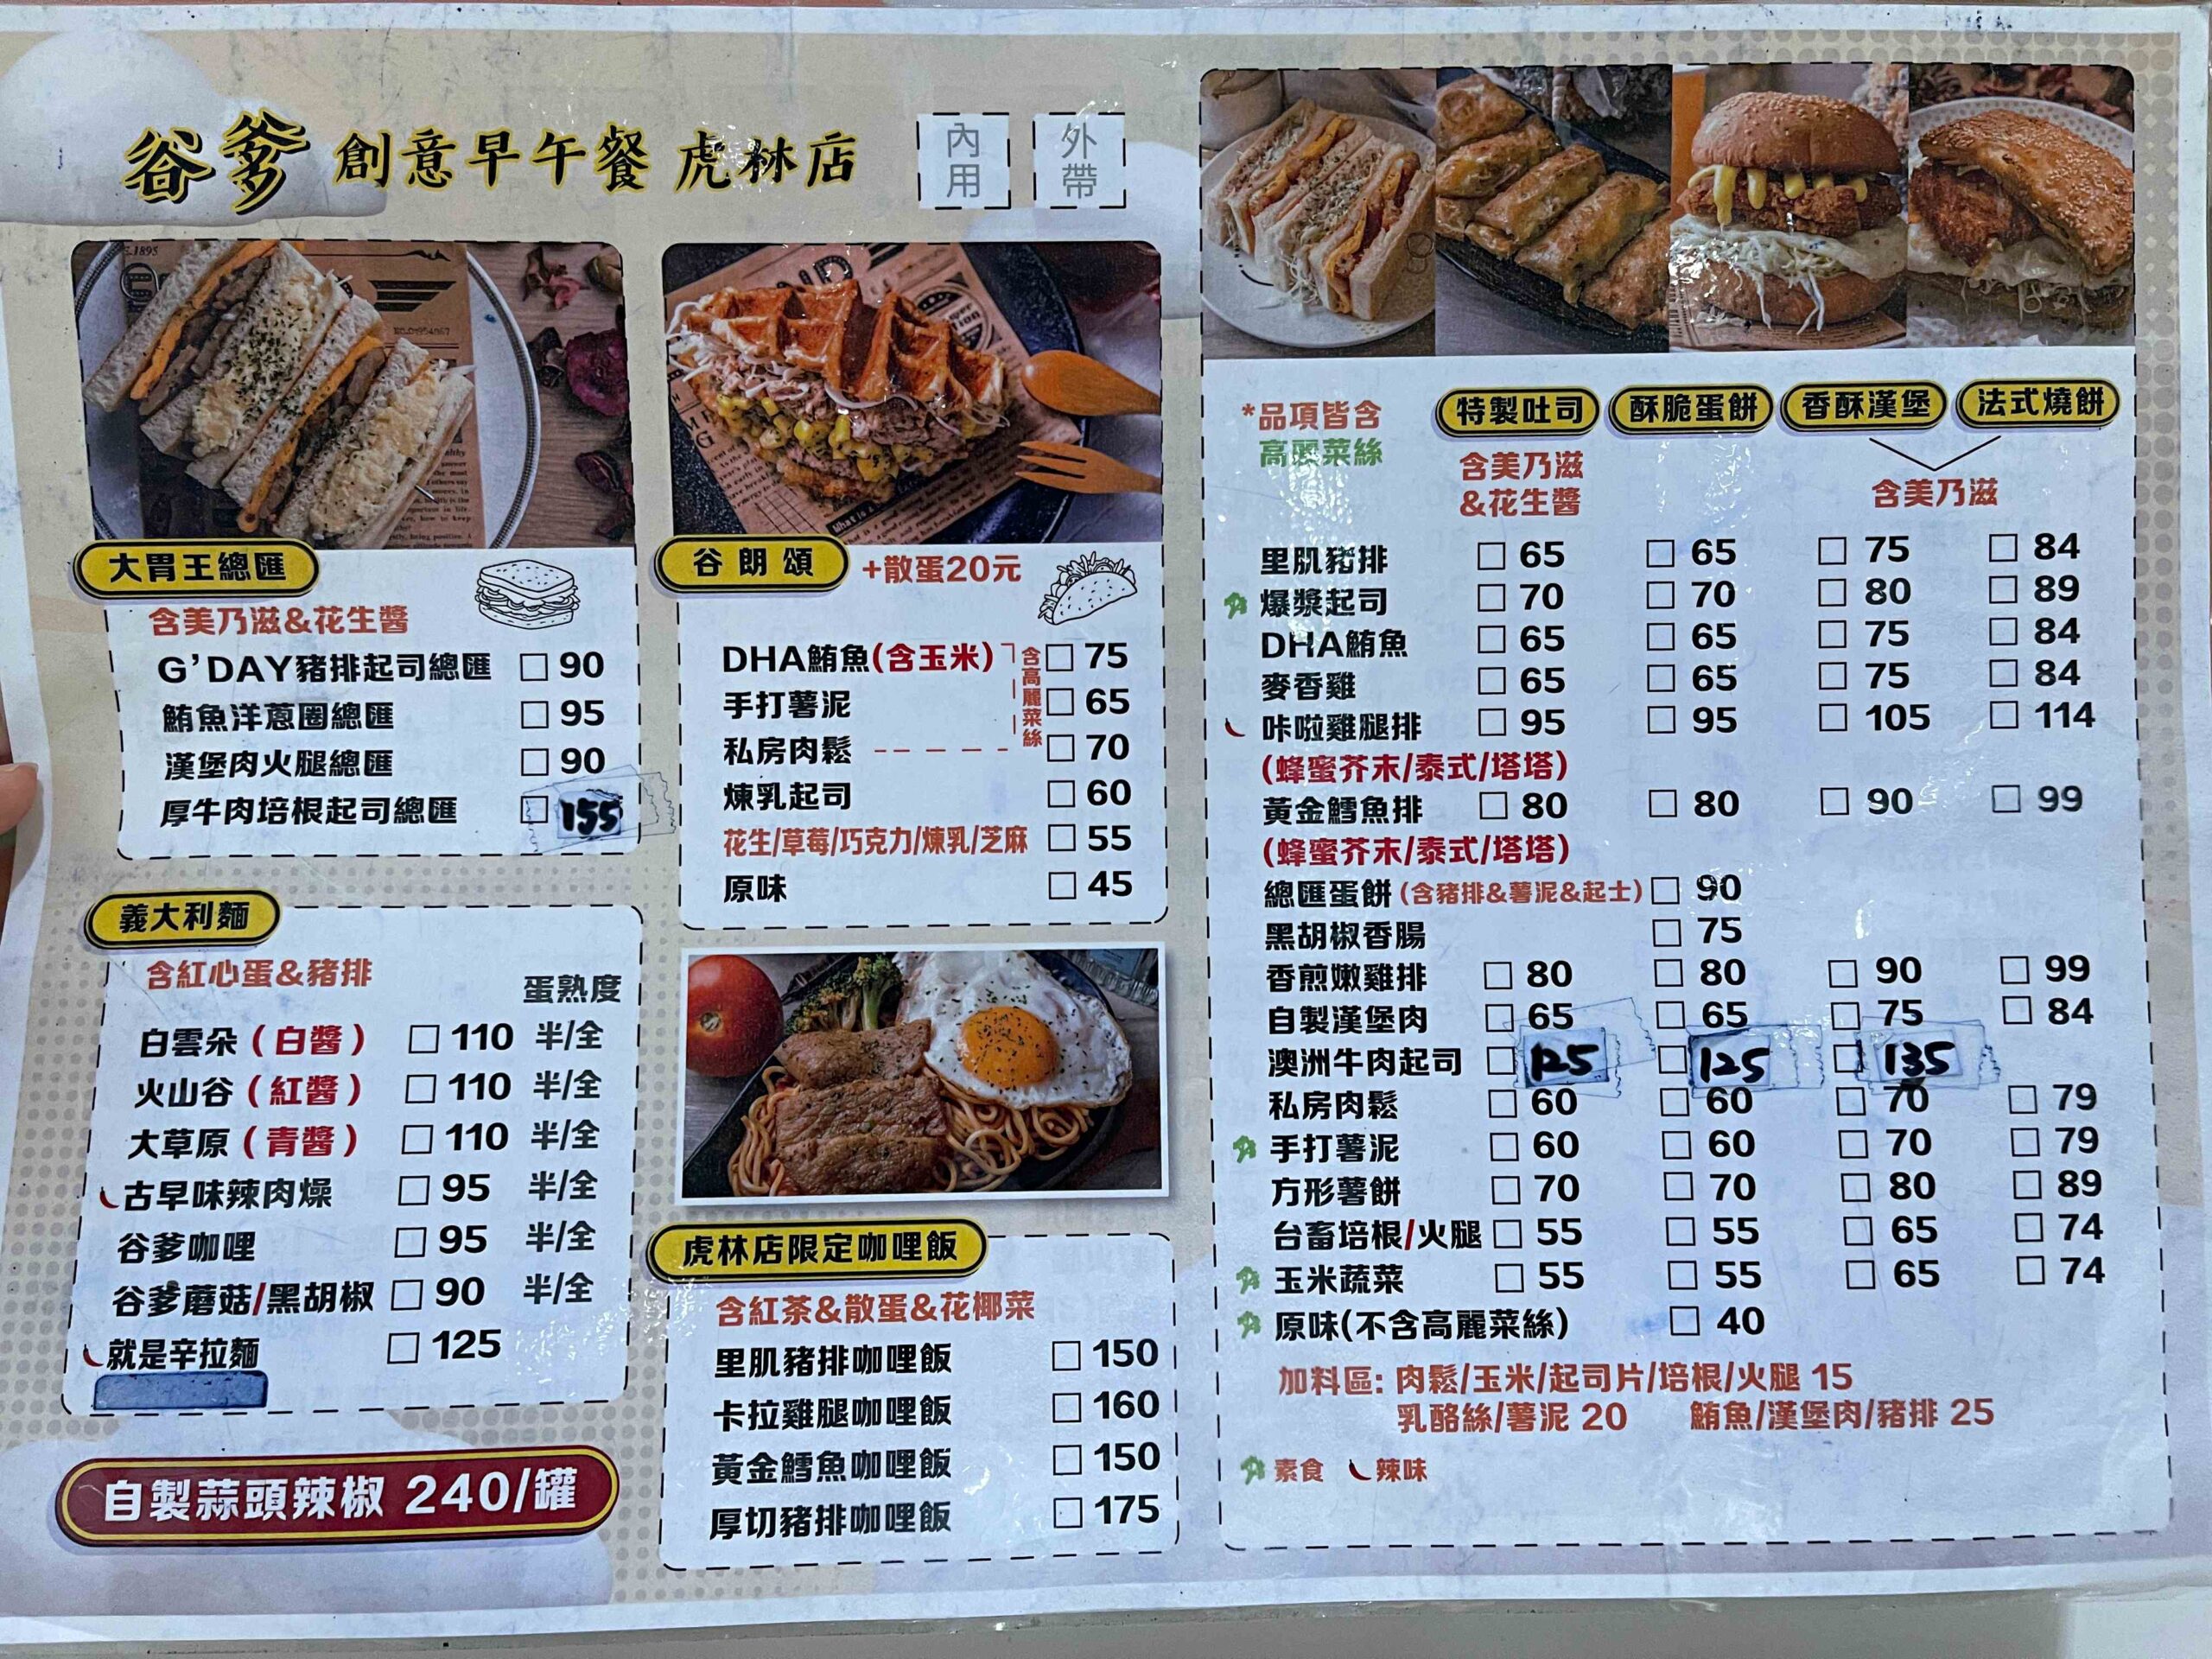 谷爹 創意早午餐 虎林店
內用
外帶
大胃王總匯
含美乃滋&花生醬
G'DAY豬排起司總匯 □ 90
鮪魚洋蔥圈總匯 □ 95
漢堡肉火腿總匯 □ 90
厚牛肉培根起司總匯 □ 155
義大利麵
含紅心蛋&豬排 蛋熟度
白雲朵(白醬) □ 110 半/全
火山谷(紅醬) □ 110 半/全
大草原(青醬) □ 110 半/全
古早味辣肉燥 □ 95 半/全
谷爹咖哩 □ 95 半/全
谷爹蘑菇/黑胡椒 □ 90 半/全
就是辛拉麵 □ 125
自製蒜頭辣椒 240/罐
谷朗頌 +散蛋20元
DHA鮪魚(含玉米) □ 75
手打薯泥 □ 65
私房肉鬆 □ 70
含高麗菜絲
煉乳起司 □ 60
花生/草莓/巧克力/煉乳/芝麻 □ 55
原味 □ 45
虎林店限定咖哩飯
含紅茶&散蛋&花椰菜
里肌豬排咖哩飯 □ 150
卡拉雞腿咖哩飯 □ 160
黃金鱈魚咖哩飯 □ 150
厚切豬排咖哩飯 □ 175
*品項皆含
高麗菜絲
特製吐司 酥脆蛋餅 香酥漢堡 法式燒餅
含美乃滋
&花生醬
含美乃滋
里肌豬排 □ 65 □ 65 □ 75 □ 84
爆漿起司 □ 70 □ 70 □ 80 □ 89
DHA鮪魚 □ 65 □ 65 □ 75 □ 84
麥香雞 □ 65 □ 65 □ 75 □ 84
咔啦雞腿排 □ 95 □ 95 □ 105 □ 114
(蜂蜜芥末/泰式/塔塔)
黃金鱈魚排 □ 80 □ 80 □ 90 □ 99
(蜂蜜芥末/泰式/塔塔)
總匯蛋餅(含豬排&薯泥&起士) □ 90
黑胡椒香腸 □ 75
香煎嫩雞排 □ 80 □ 80 □ 90 □ 99
自製漢堡肉 □ 65 □ 65 □ 75 □ 84
澳洲牛肉起司 □ 125 □ 125 □ 135
私房肉鬆 □ 60 □ 60 □ 70 □ 79
手打薯泥 □ 60 □ 60 □ 70 □ 79
方形薯餅 □ 70 □ 70 □ 80 □ 89
台畜培根/火腿 □ 55 □ 55 □ 65 □ 74
玉米蔬菜 □ 55 □ 55 □ 65 □ 74
原味(不含高麗菜絲) □ 40
加料區: 肉鬆/玉米/起司片/培根/火腿 15
乳酪絲/薯泥 20 鮪魚/漢堡肉/豬排 25
素食 辣味